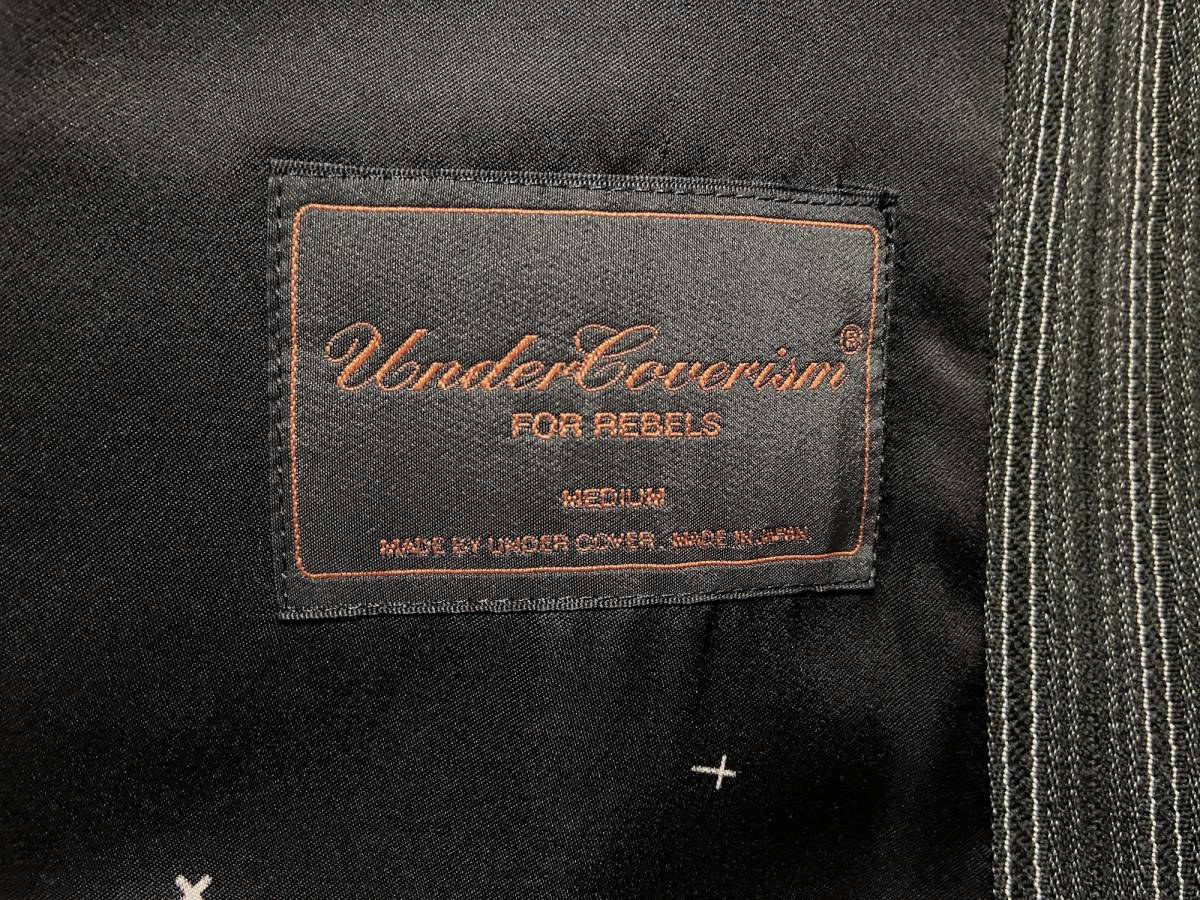 UnderCoverism®
FOR REBELS
MEDIUM
MADE BY UNDER COVER. MADE IN JAPAN